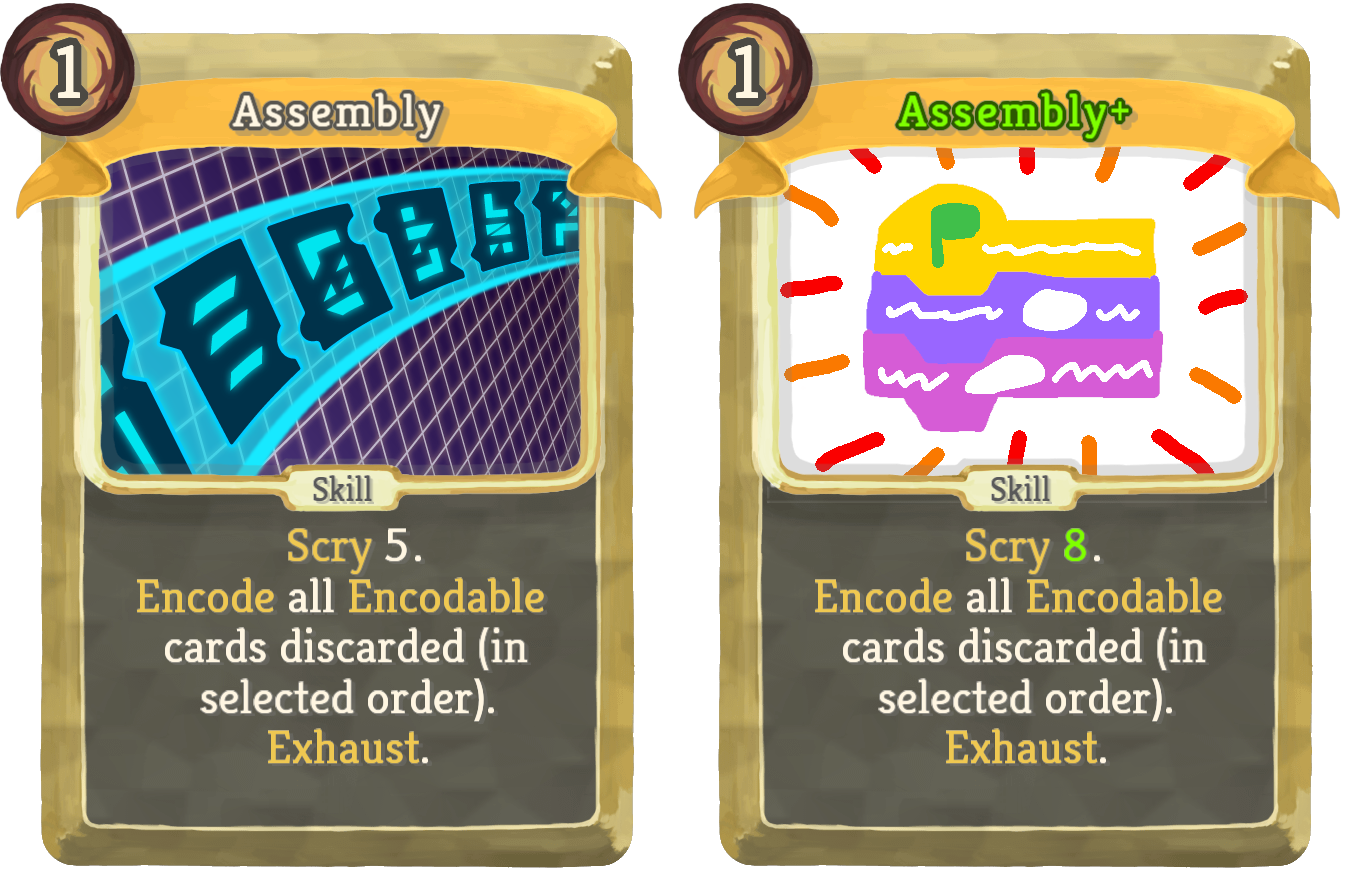 1
Assembly
Skill
Scry 5.
Encode all Encodable
cards discarded (in
selected order).
Exhaust.
1
Assembly+
Skill
Scry 8.
Encode all Encodable
cards discarded (in
selected order).
Exhaust.